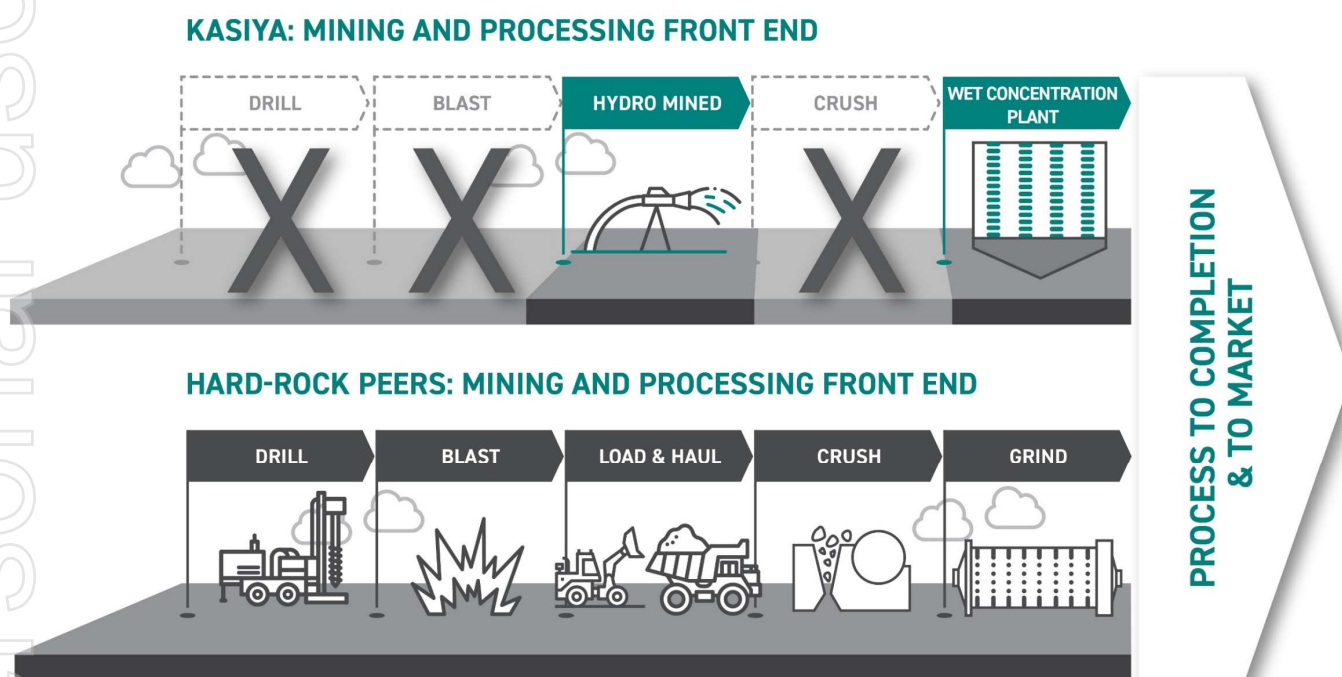 KASIYA: MINING AND PROCESSING FRONT END
DRILL
BLAST
HYDRO MINED
CRUSH
WET CONCENTRATION
PLANT
HARD-ROCK PEERS: MINING AND PROCESSING FRONT END
DRILL
BLAST
LOAD & HAUL
CRUSH
GRIND
PROCESS TO COMPLETION
& TO MARKET